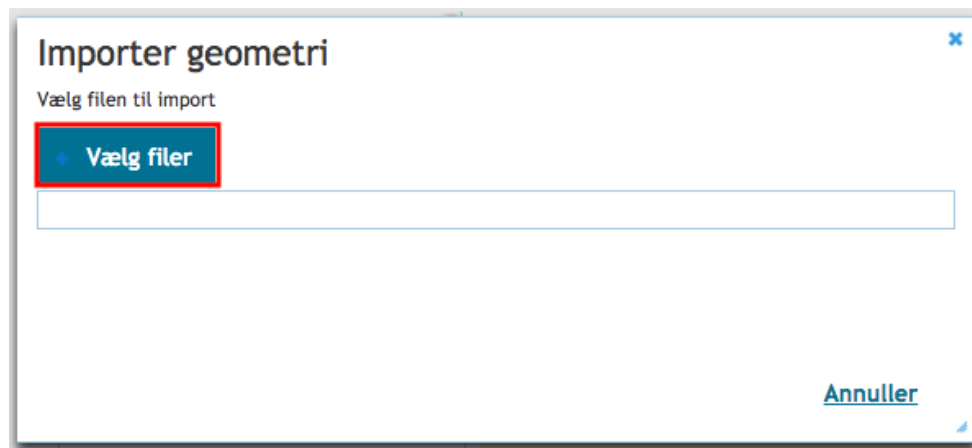 Importer geometri
Vælg filen til import
+ Vælg filer
Annuller